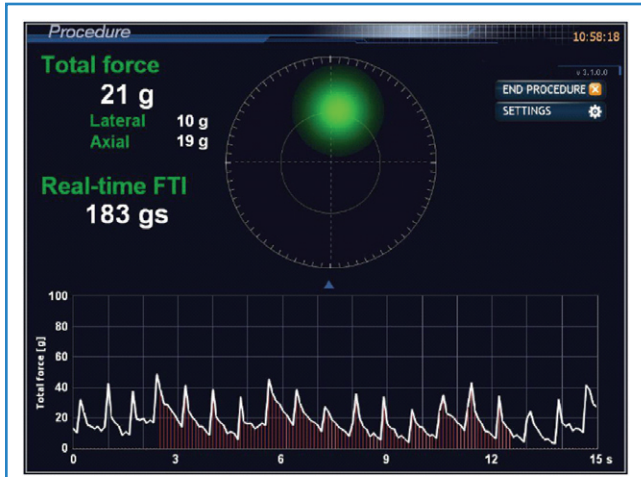 Procedure
10:58:18
v 3.1.0.0
Total force
21 g
Lateral 10 g
Axial 19 g
END PROCEDURE
SETTINGS
Real-time FTI
183 gs
Total force [g]
100
80
60
40
20
0
0 3 6 9 12 15 s